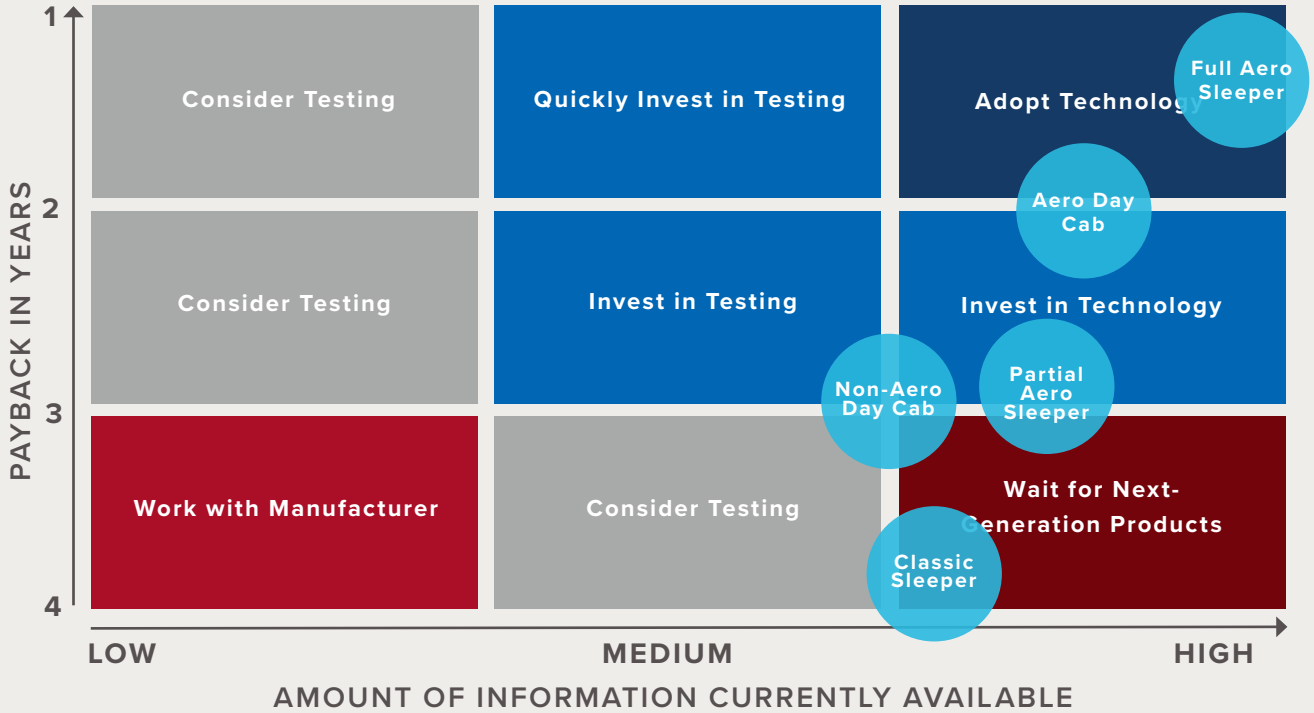 1
Consider Testing
Quickly Invest in Testing
Adopt Technology
Full Aero
Sleeper
2
Aero Day
Cab
Consider Testing
Invest in Testing
Invest in Technology
PAYBACK IN YEARS
Non-Aero
Day Cab
Partial
Aero
Sleeper
3
Work with Manufacturer
Consider Testing
Wait for Next-
Generation Products
Classic
Sleeper
4
LOW
MEDIUM
HIGH
AMOUNT OF INFORMATION CURRENTLY AVAILABLE